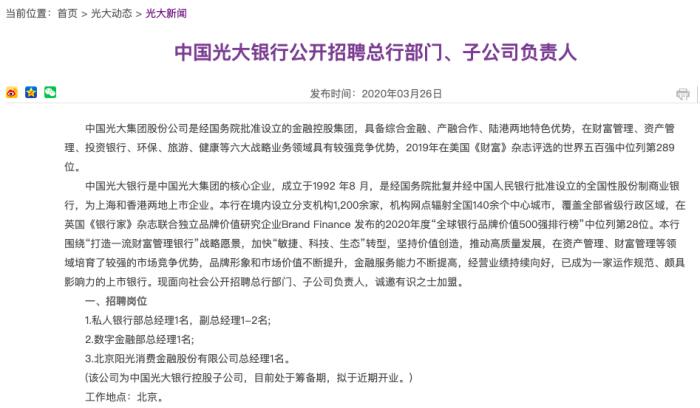 当前位置：首页 > 光大动态 > 光大新闻
中国光大银行公开招聘总行部门、子公司负责人
发布时间：2020年03月26日
中国光大集团股份公司是经国务院批准设立的金融控股集团，具备综合金融、产融合作、陆港两地特色优势，在财富管理、资产管
理、投资银行、环保、旅游、健康等六大战略业务领域具有较强竞争优势，2019年在美国《财富》杂志评选的世界五百强中位列第289
位。
中国光大银行是中国光大集团的核心企业，成立于1992 年8 月，是经国务院批复并经中国人民银行批准设立的全国性股份制商业银
行，为上海和香港两地上市企业。本行在境内设立分支机构1,200余家，机构网点辐射全国140余个中心城市，覆盖全部省级行政区域，在
英国《银行家》杂志联合独立品牌价值研究企业Brand Finance 发布的2020年度“全球银行品牌价值500强排行榜”中位列第28位。本行
围绕“打造一流财富管理银行”战略愿景，加快“敏捷、科技、生态”转型，坚持价值创造，推动高质量发展，在资产管理、财富管理等领
域培育了较强的市场竞争优势，品牌形象和市场价值不断提升，金融服务能力不断提高，经营业绩持续向好，已成为一家运作规范、颇具
影响力的上市银行。现面向社会公开招聘总行部门、子公司负责人，诚邀有识之士加盟。
一、招聘岗位
1.私人银行部总经理1名，副总经理1-2名；
2.数字金融部总经理1名；
3.北京阳光消费金融股份有限公司总经理1名。
(该公司为中国光大银行控股子公司，目前处于筹备期，拟于近期开业。)
工作地点：北京。